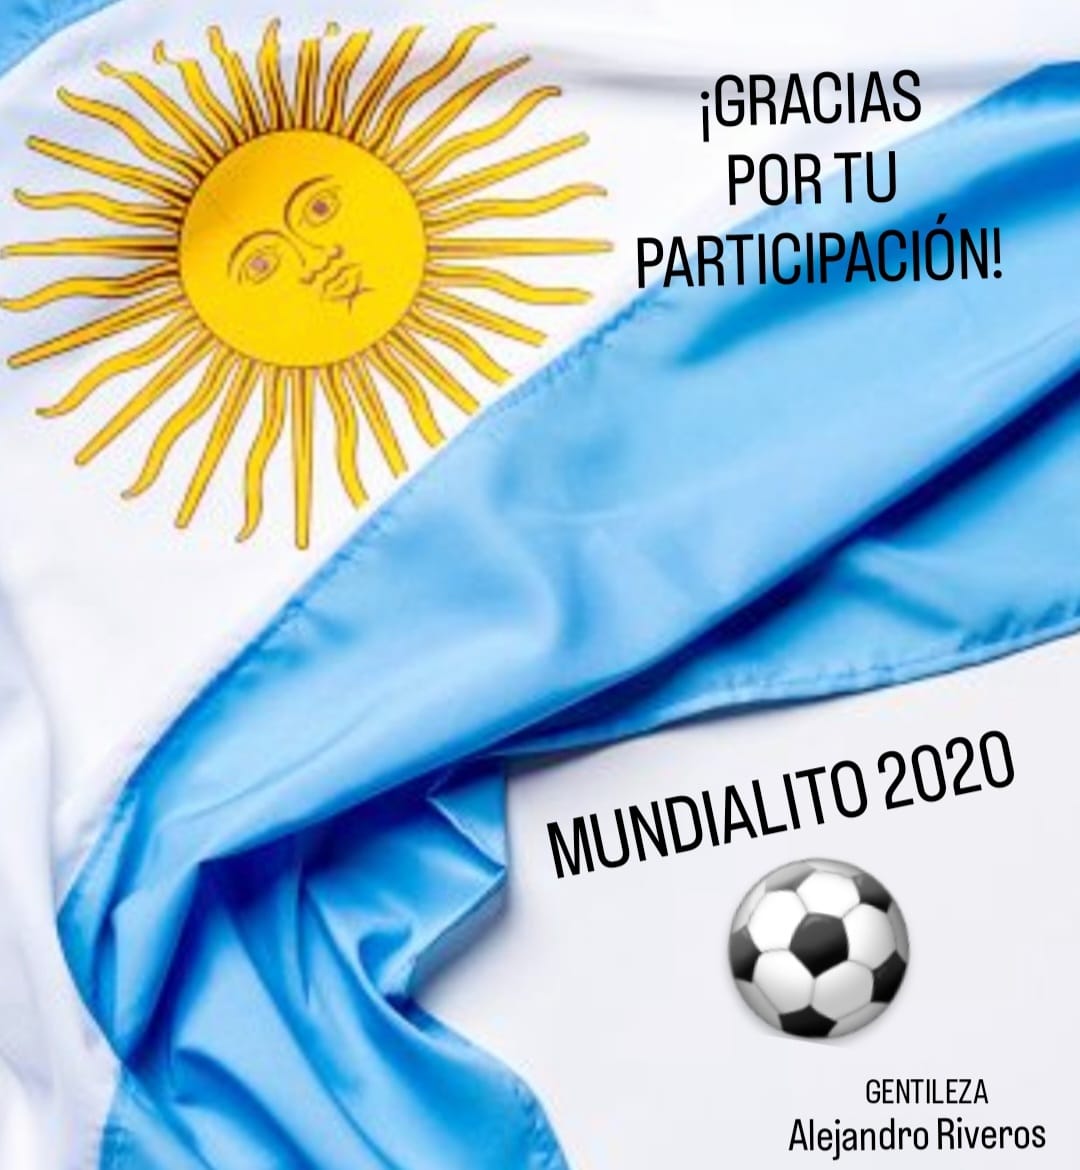 ¡GRACIAS
POR TU
PARTICIPACIÓN!
MUNDIALITO 2020
GENTILEZA
Alejandro Riveros